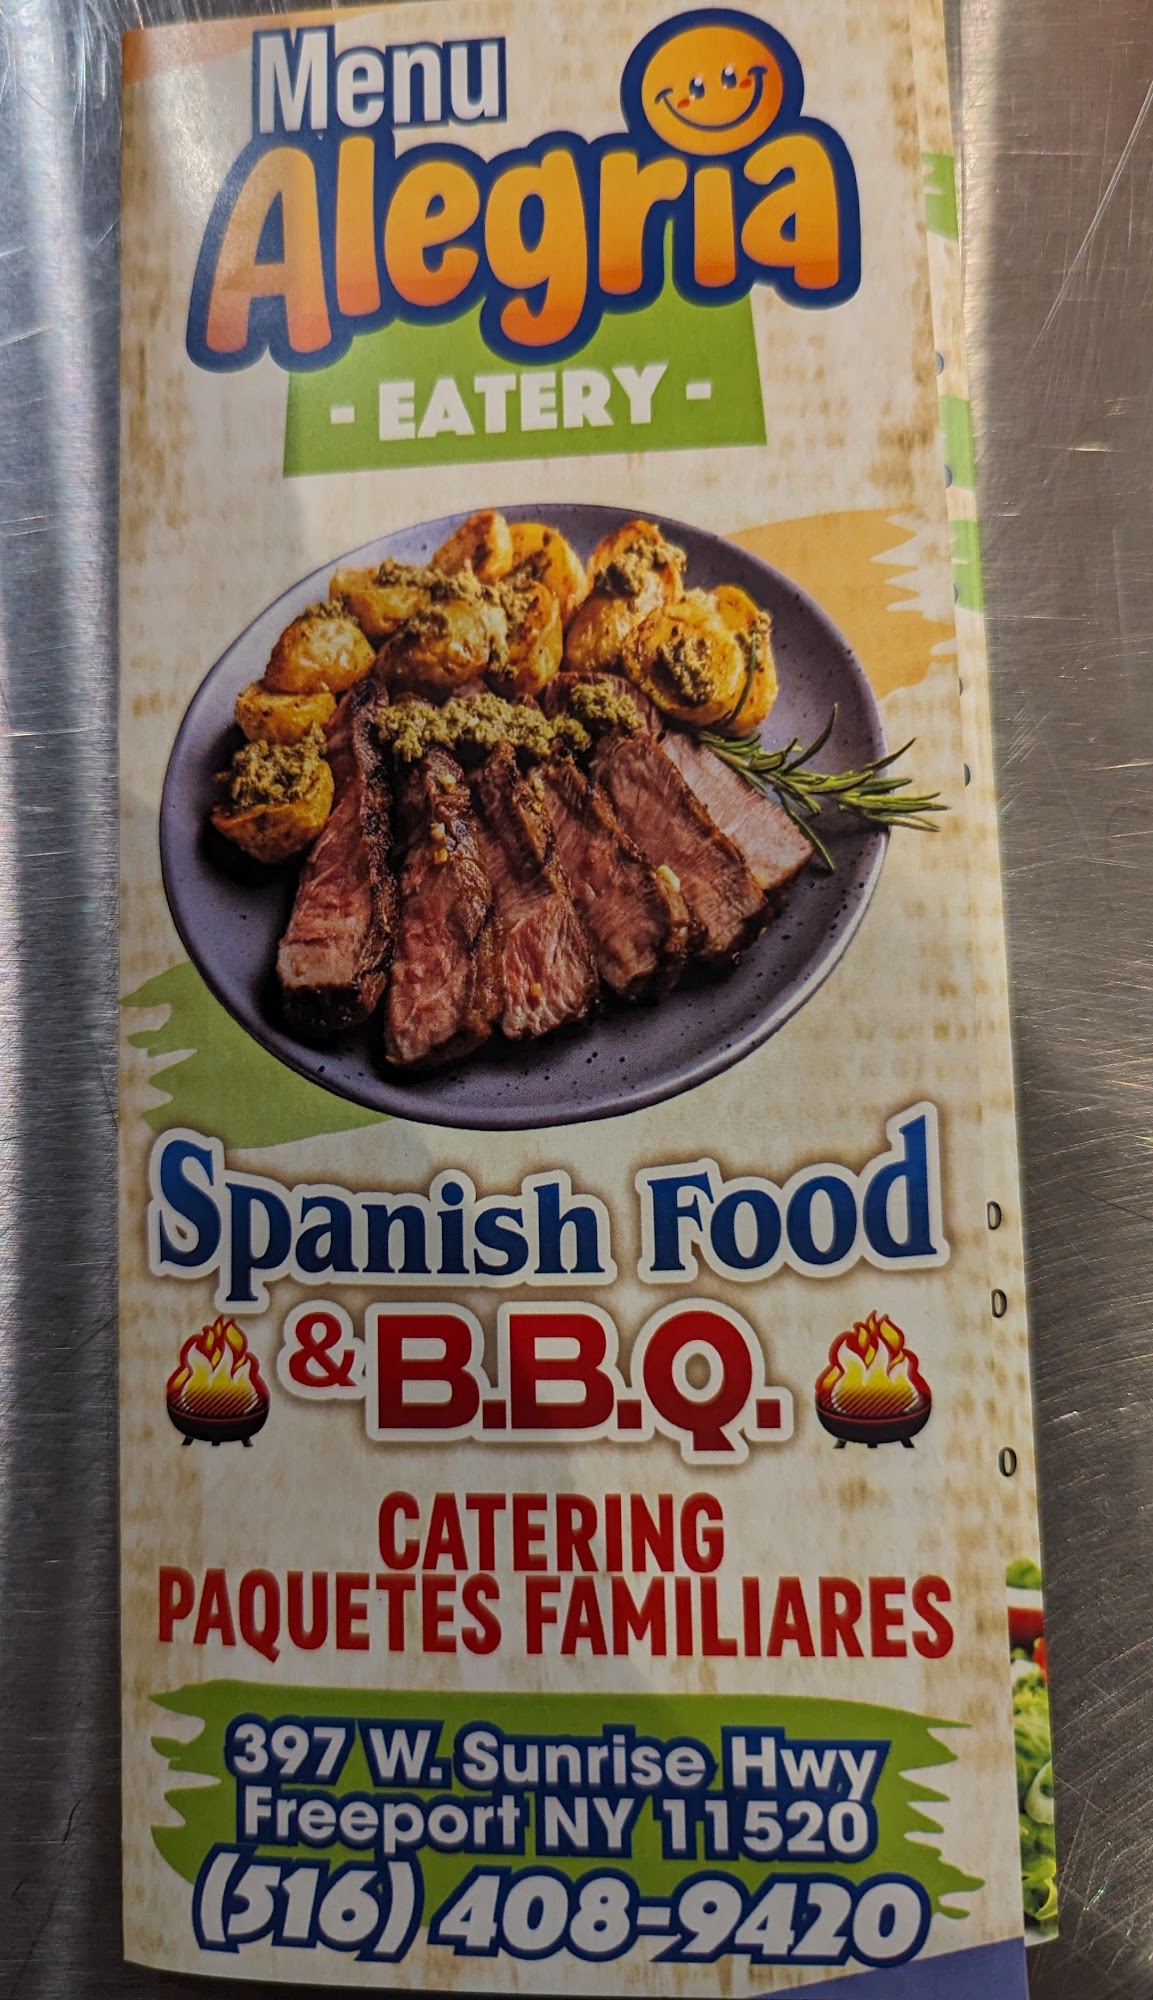 Menu
Alegria
- EATERY -
Spanish Food
& B.B.Q.
CATERING
PAQUETES FAMILIARES
397 W. Sunrise Hwy
Freeport NY 11520
(516) 408-9420